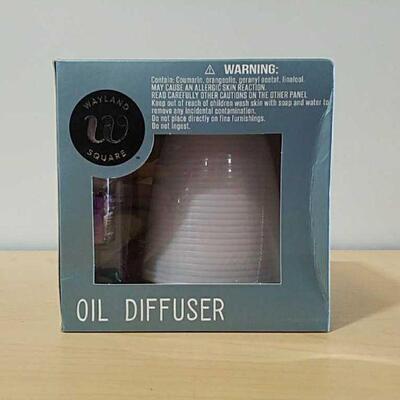 ⚠ WARNING:
Contain: Coumarin, orangeolie, geranyl acetat, linalool.
MAY CAUSE AN ALLERGIC SKIN REACTION.
READ CAREFULLY OTHER CAUTIONS ON THE OTHER PANEL
Keep out of reach of children wash skin with soap and water to
remove any incidental contamination.
Do not place directly on fine furnishings.
Do not ingest.
WAYLAND
SQUARE
OIL DIFFUSER